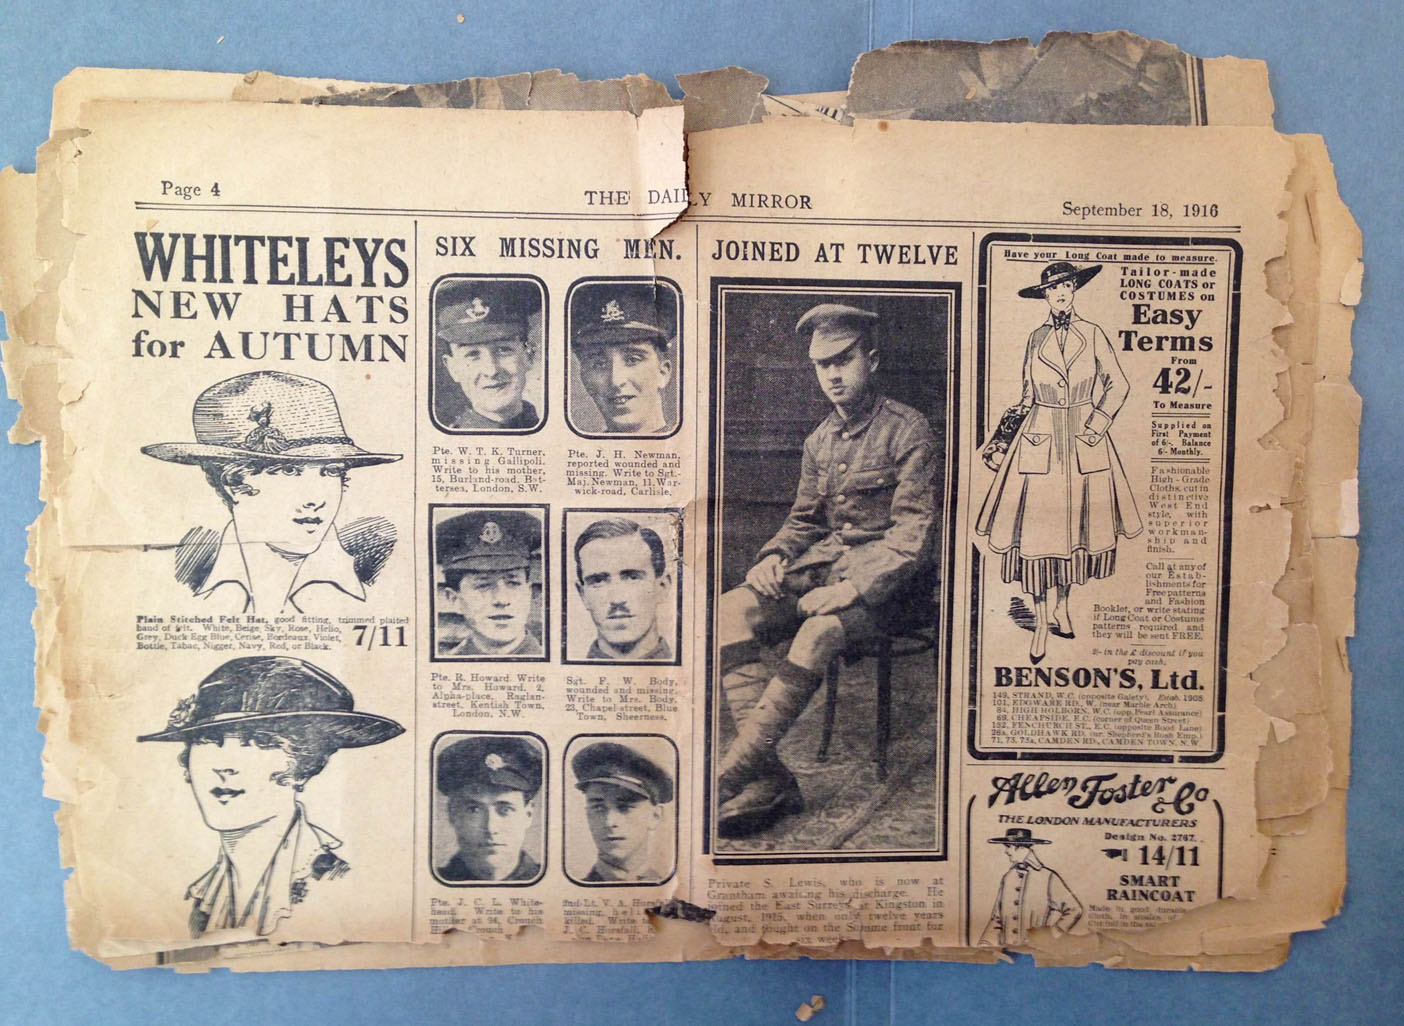 Page 4
THE DAILY MIRROR
September 18, 1916
WHITELEYS
NEW HATS
for AUTUMN
Plain Stitched Felt Hat, good fitting, trimmed plaited
band of felt. White, Beige, Sky, Rose, Helio,
Grey, Duck Egg Blue, Cerise, Bordeaux, Violet,
Bottle, Tabac, Nigger, Navy, Red, or Black.
7/11
SIX MISSING MEN.
Pte. W. T. K. Turner,
missing Gallipoli.
Write to his mother,
15, Burland-road, Bat-
tersea, London, S.W.
Pte. J. H. Newman,
reported wounded and
missing. Write to Sgt.-
Maj. Newman, 11, War-
wick-road, Carlisle.
Pte. R. Howard. Write
to Mrs. Howard, 2,
Alpha-place, Raglan-
street, Kentish Town,
London, N.W.
Sgt. F. W. Body,
wounded and missing.
Write to Mrs. Body,
23, Chapel-street, Blue
Town, Sheerness.
Pte. J. C. L. White-
head. Write to his
mother at 94, Crouch
Crouch
2nd-Lt. V. A.
missing,
killed. Write
J. C. Horsfall,
JOINED AT TWELVE
Private S. Lewis, who is now at
Grantham awaiting his discharge. He
joined the East Surreys at Kingston in
August, 1915, when only twelve years
old, and fought on the Somme front for
six
Have your Long Coat made to measure.
Tailor-made
LONG COATS or
COSTUMES on
Easy
Terms
From
42/-
To Measure
Supplied on
First Payment
of 6/-. Balance
6/- Monthly.
Fashionable
High-Grade
Cloths, cut in
distinctive
West End
style, with
superior
workman-
ship and
finish.
Call at any of
our Estab-
lishments for
Free patterns
and Fashion
Booklet, or write stating
if Long Coat or Costume
patterns required and
they will be sent FREE.
2/- in the £ discount if you
pay cash.
BENSON'S, Ltd.
149, STRAND, W.C. (opposite Gaiety). Estab. 1905
101, EDGWARE RD., W. (near Marble Arch)
84, HIGH HOLBORN, W.C. (opp. Pearl Assurance)
69, CHEAPSIDE, E.C. (corner of Queen Street)
152, FENCHURCH ST., E.C. (opposite Rood Lane)
26a, GOLDHAWK RD. (nr. Shepherd's Bush Emp.)
71, 73, 75a, CAMDEN RD., CAMDEN TOWN, N.W.
Allen Foster
& Co
THE LONDON MANUFACTURERS
Design No. 2767.
14/11
SMART
RAINCOAT
Made in good durable